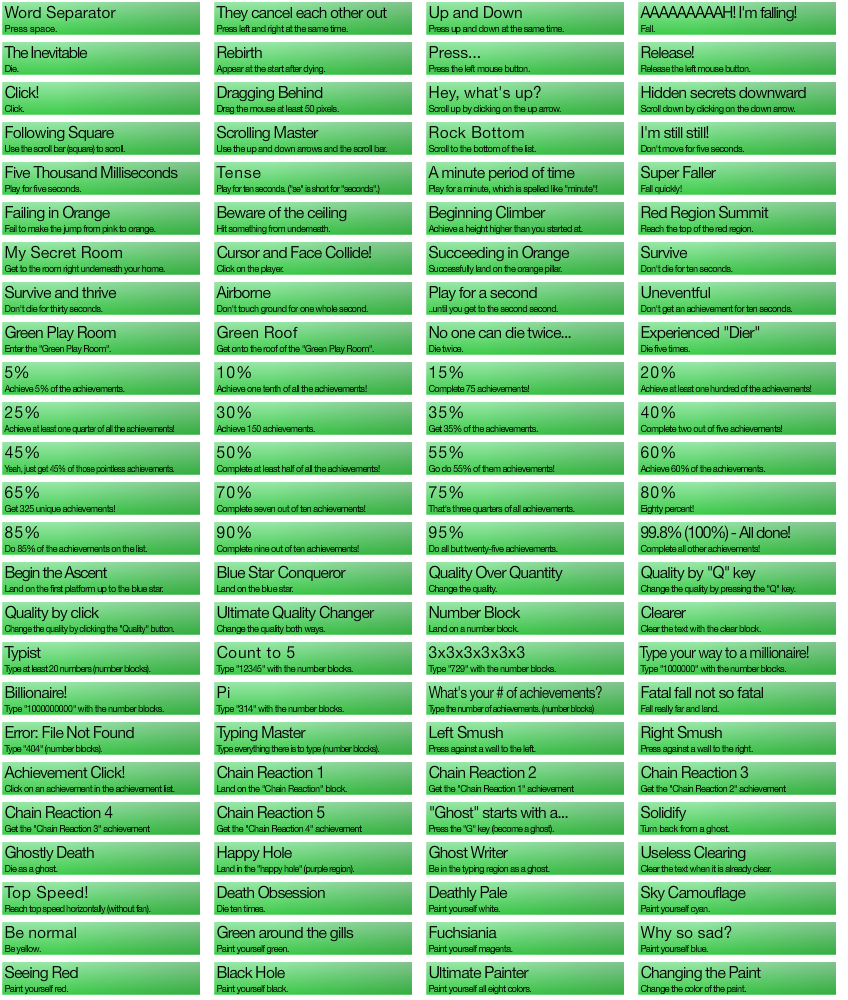 Word Separator
Press space.
They cancel each other out
Press left and right at the same time.
Up and Down
Press up and down at the same time.
AAAAAAAAAH! I'm falling!
Fall.
The Inevitable
Die.
Rebirth
Appear at the start after dying.
Press...
Press the left mouse button.
Release!
Release the left mouse button.
Click!
Click.
Dragging Behind
Drag the mouse at least 50 pixels.
Hey, what's up?
Scroll up by clicking on the up arrow.
Hidden secrets downward
Scroll down by clicking on the down arrow.
Following Square
Use the scroll bar (square) to scroll.
Scrolling Master
Use the up and down arrows and the scroll bar.
Rock Bottom
Scroll to the bottom of the list.
I'm still still!
Don't move for five seconds.
Five Thousand Milliseconds
Play for five seconds.
Tense
Play for ten seconds. ("se" is short for "seconds".)
A minute period of time
Play for a minute, which is spelled like "minute"!
Super Faller
Fall quickly!
Failing in Orange
Fail to make the jump from pink to orange.
Beware of the ceiling
Hit something from underneath.
Beginning Climber
Achieve a height higher than you started at.
Red Region Summit
Reach the top of the red region.
My Secret Room
Get to the room right underneath your home.
Cursor and Face Collide!
Click on the player.
Succeeding in Orange
Successfully land on the orange pillar.
Survive
Don't die for ten seconds.
Survive and thrive
Don't die for thirty seconds.
Airborne
Don't touch ground for one whole second.
Play for a second
...until you get to the second second.
Uneventful
Don't get an achievement for ten seconds.
Green Play Room
Enter the "Green Play Room".
Green Roof
Get onto the roof of the "Green Play Room".
No one can die twice...
Die twice.
Experienced "Dier"
Die five times.
5%
Achieve 5% of the achievements.
10%
Achieve one tenth of all the achievements!
15%
Complete 75 achievements!
20%
Achieve at least one hundred of the achievements!
25%
Achieve at least one quarter of all the achievements!
30%
Achieve 150 achievements.
35%
Get 35% of the achievements.
40%
Complete two out of five achievements!
45%
Yeah, just get 45% of those pointless achievements.
50%
Complete at least half of all the achievements!
55%
Go do 55% of them achievements!
60%
Achieve 60% of the achievements.
65%
Get 325 unique achievements!
70%
Complete seven out of ten achievements!
75%
That's three quarters of all achievements.
80%
Eighty percent!
85%
Do 85% of the achievements on the list.
90%
Complete nine out of ten achievements!
95%
Do all but twenty-five achievements.
99.8% (100%) - All done!
Complete all other achievements!
Begin the Ascent
Land on the first platform up to the blue star.
Blue Star Conqueror
Land on the blue star.
Quality Over Quantity
Change the quality.
Quality by "Q" key
Change the quality by pressing the "Q" key.
Quality by click
Change the quality by clicking the "Quality" button.
Ultimate Quality Changer
Change the quality both ways.
Number Block
Land on a number block.
Clearer
Clear the text with the clear block.
Typist
Type at least 20 numbers (number blocks).
Count to 5
Type "12345" with the number blocks.
3x3x3x3x3x3
Type "729" with the number blocks.
Type your way to a millionaire!
Type "1000000" with the number blocks.
Billionaire!
Type "1000000000" with the number blocks.
Pi
Type "314" with the number blocks.
What's your # of achievements?
Type the number of achievements. (number blocks)
Fatal fall not so fatal
Fall really far and land.
Error: File Not Found
Type "404" (number blocks).
Typing Master
Type everything there is to type (number blocks).
Left Smush
Press against a wall to the left.
Right Smush
Press against a wall to the right.
Achievement Click!
Click on an achievement in the achievement list.
Chain Reaction 1
Land on the "Chain Reaction" block.
Chain Reaction 2
Get the "Chain Reaction 1" achievement
Chain Reaction 3
Get the "Chain Reaction 2" achievement
Chain Reaction 4
Get the "Chain Reaction 3" achievement
Chain Reaction 5
Get the "Chain Reaction 4" achievement
"Ghost" starts with a...
Press the "G" key (become a ghost).
Solidify
Turn back from a ghost.
Ghostly Death
Die as a ghost.
Happy Hole
Land in the "happy hole" (purple region).
Ghost Writer
Be in the typing region as a ghost.
Useless Clearing
Clear the text when it is already clear.
Top Speed!
Reach top speed horizontally (without fan).
Death Obsession
Die ten times.
Deathly Pale
Paint yourself white.
Sky Camouflage
Paint yourself cyan.
Be normal
Be yellow.
Green around the gills
Paint yourself green.
Fuchsiania
Paint yourself magenta.
Why so sad?
Paint yourself blue.
Seeing Red
Paint yourself red.
Black Hole
Paint yourself black.
Ultimate Painter
Paint yourself all eight colors.
Changing the Paint
Change the color of the paint.